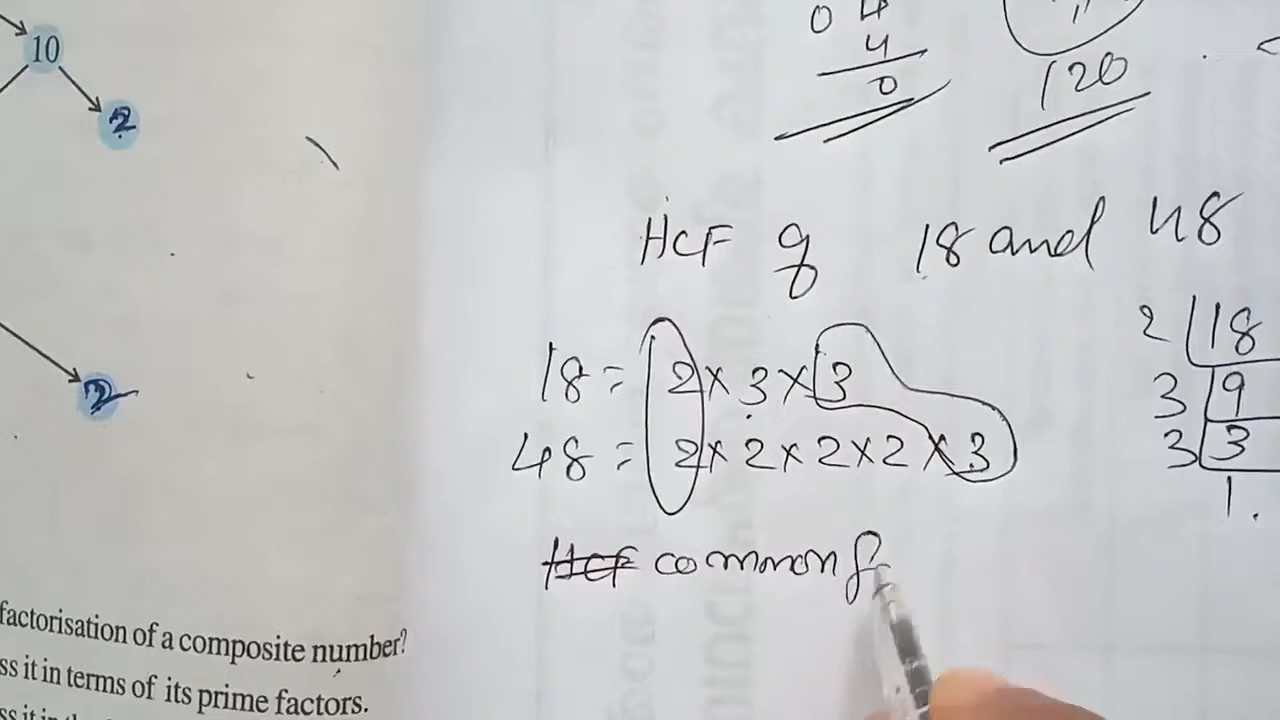 10
2
2
factorisation of a composite number?
ss it in terms of its prime factors.
0 4
4
0
120
HCF of 18 and 48
18 = 2 × 3 × 3
48 = 2 × 2 × 2 × 2 × 3
HCF common f
2 18
3 9
3 3
1.